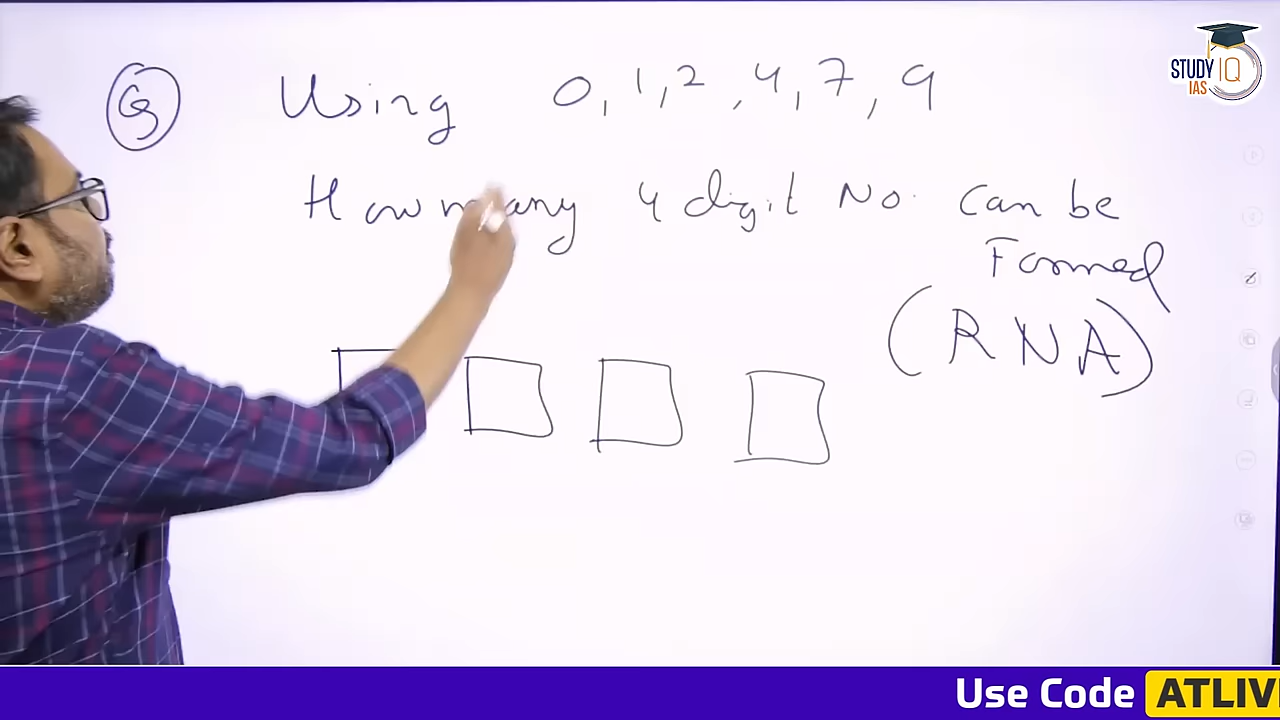 Q Using 0, 1, 2, 4, 7, 9
How many 4 digit No. Can be
Formed
(RNA)
STUDY IQ
IAS
Use Code ATLIV